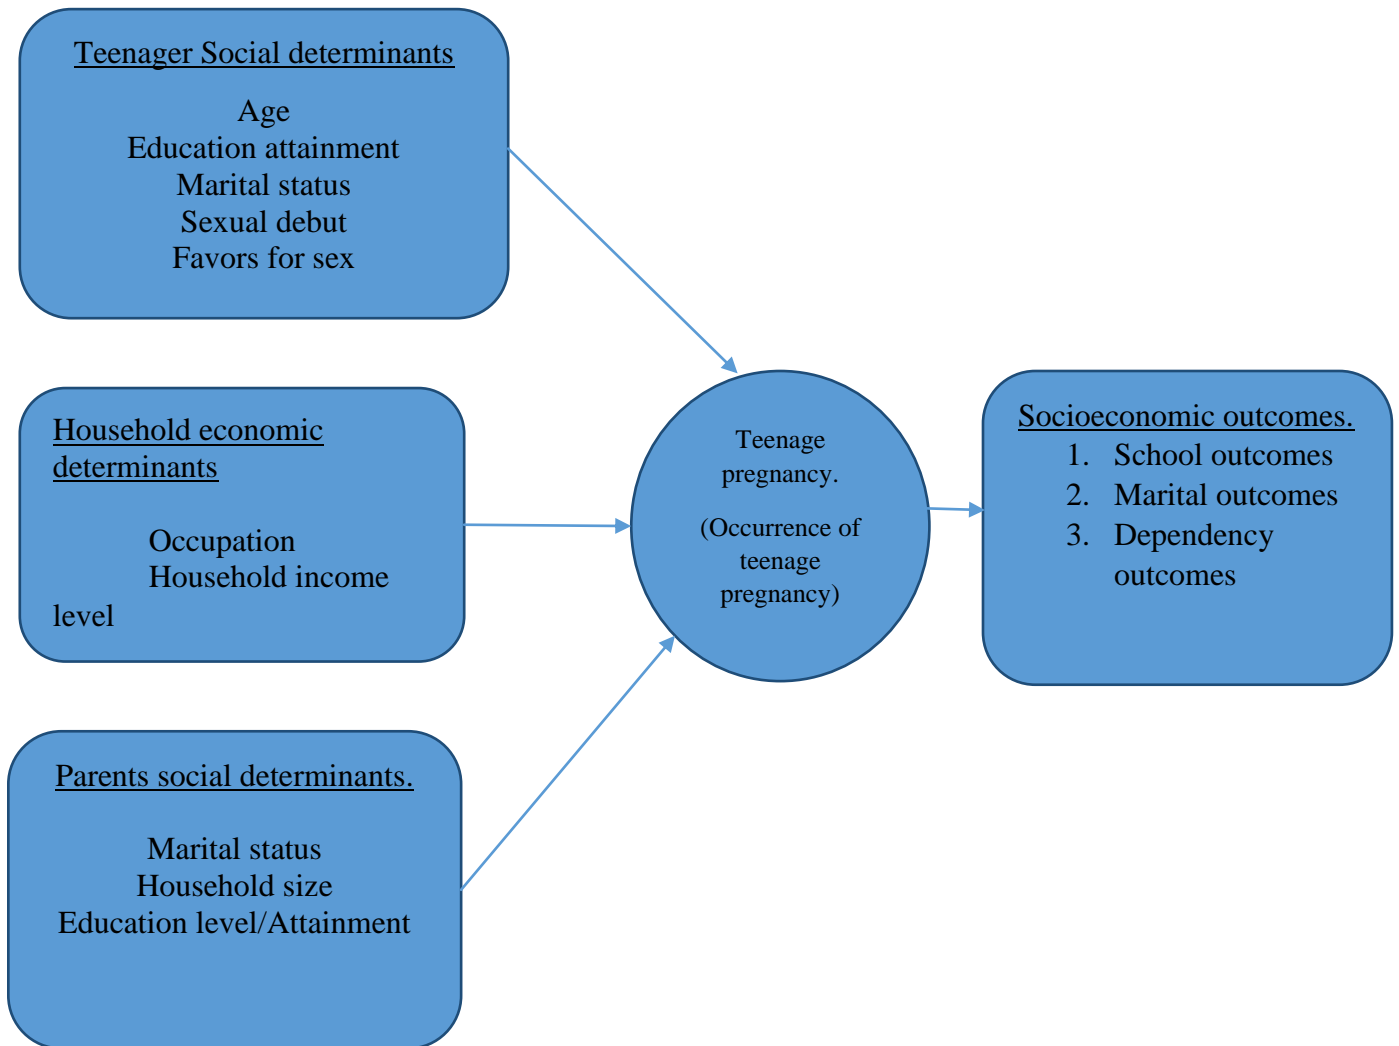 Teenager Social determinants
Age
Education attainment
Marital status
Sexual debut
Favors for sex
Household economic
determinants
Occupation
Household income
level
Parents social determinants.
Marital status
Household size
Education level/Attainment
Teenage
pregnancy.
(Occurrence of
teenage
pregnancy)
Socioeconomic outcomes.
1. School outcomes
2. Marital outcomes
3. Dependency
outcomes